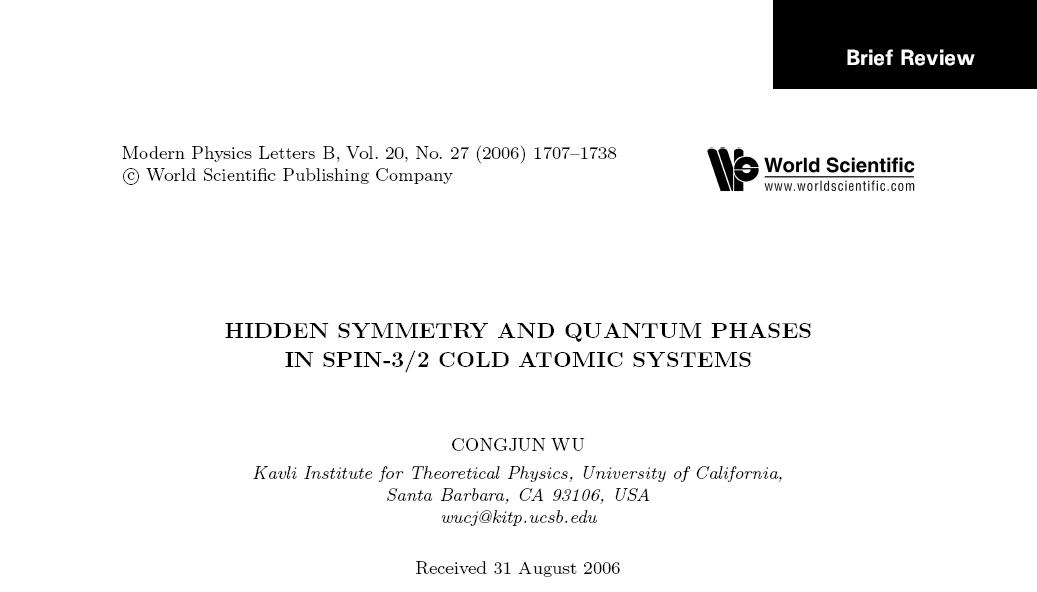 Brief Review
Modern Physics Letters B, Vol. 20, No. 27 (2006) 1707–1738
© World Scientific Publishing Company
World Scientific
www.worldscientific.com
HIDDEN SYMMETRY AND QUANTUM PHASES
IN SPIN-3/2 COLD ATOMIC SYSTEMS
CONGJUN WU
Kavli Institute for Theoretical Physics, University of California,
Santa Barbara, CA 93106, USA
wucj@kitp.ucsb.edu
Received 31 August 2006